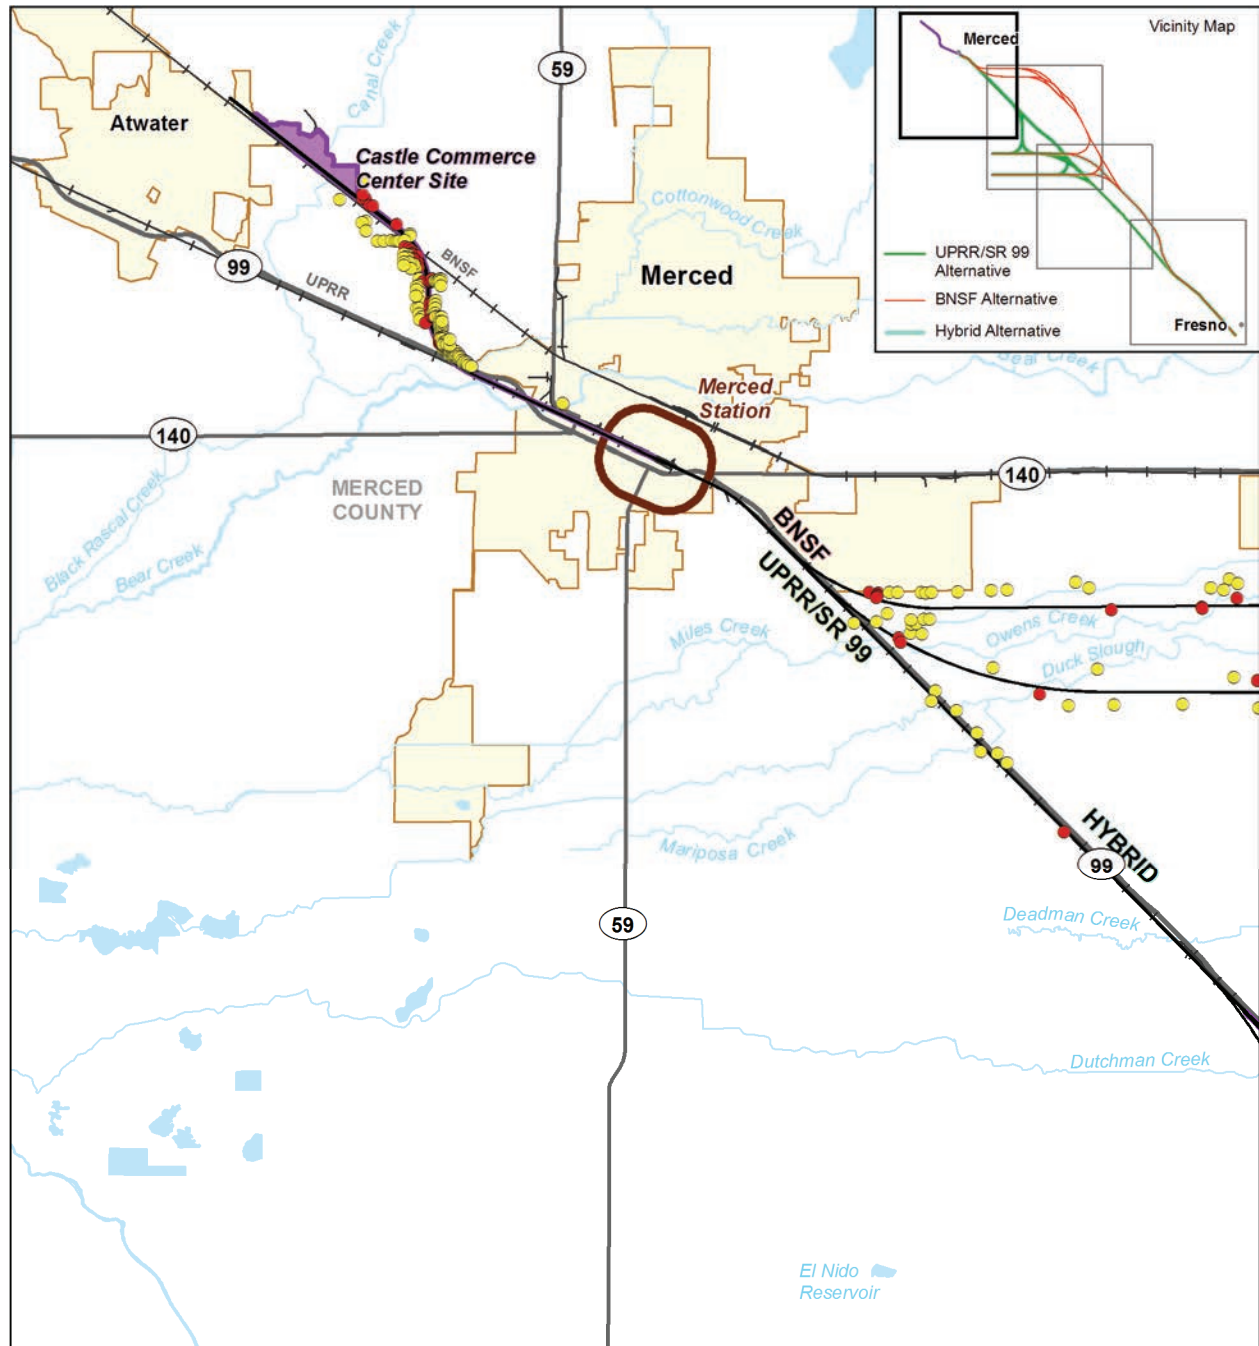 Vicinity Map
Merced
UPRR/SR 99
Alternative
BNSF Alternative
Hybrid Alternative
Fresno
Atwater
Canal Creek
59
Castle Commerce
Center Site
Cottonwood Creek
99
UPRR
BNSF
Merced
Bear Creek
Merced
Station
140
140
MERCED
COUNTY
Black Rascal Creek
Bear Creek
BNSF
UPRR/SR 99
Miles Creek
Owens Creek
Duck Slough
Mariposa Creek
HYBRID
99
59
Deadman Creek
Dutchman Creek
El Nido
Reservoir